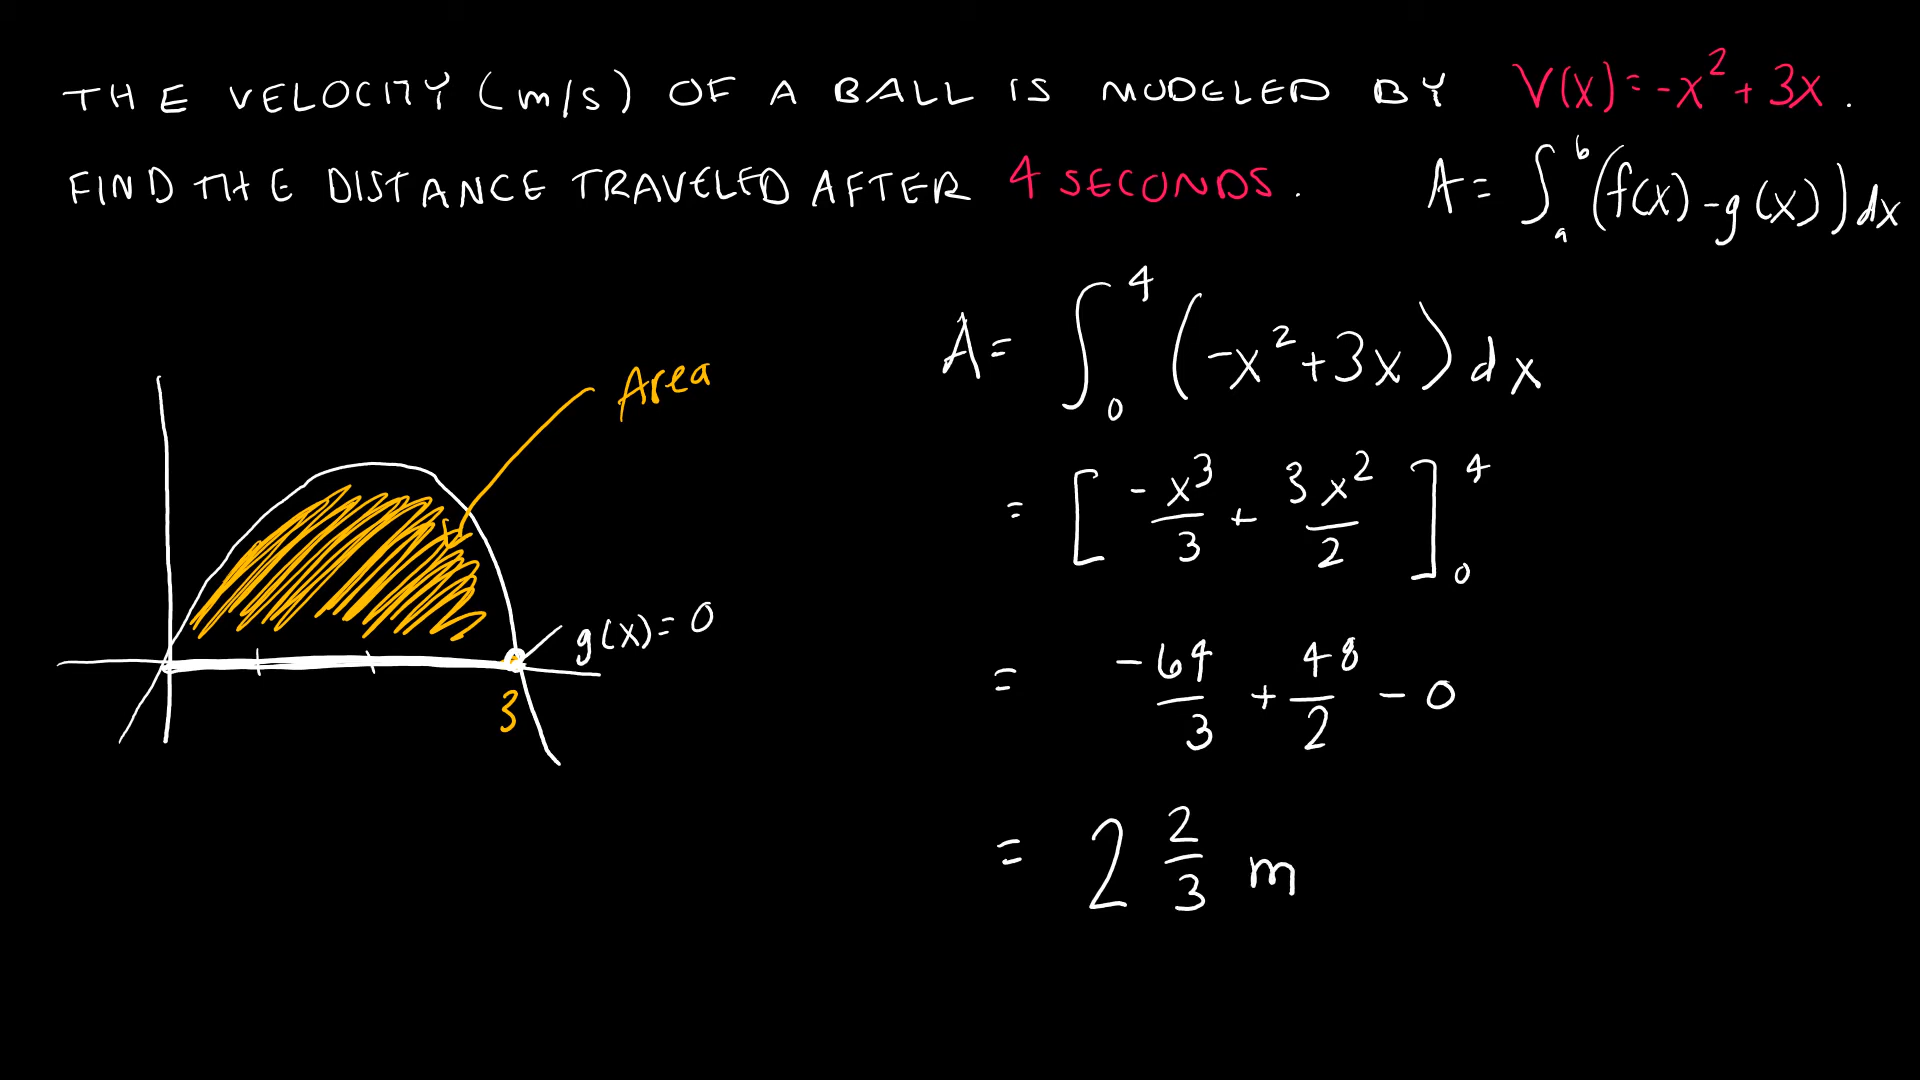 THE VELOCITY (m/s) OF A BALL IS MODELED BY V(x) = -x² + 3x .
FIND THE DISTANCE TRAVELED AFTER 4 SECONDS .
A = ∫ₐᵇ (f(x) - g(x)) dx
Area
g(x) = 0
3
A = ∫₀⁴ (-x² + 3x) dx
= [ -x³/3 + 3x²/2 ]₀⁴
= -64/3 + 48/2 - 0
= 2 2/3 m